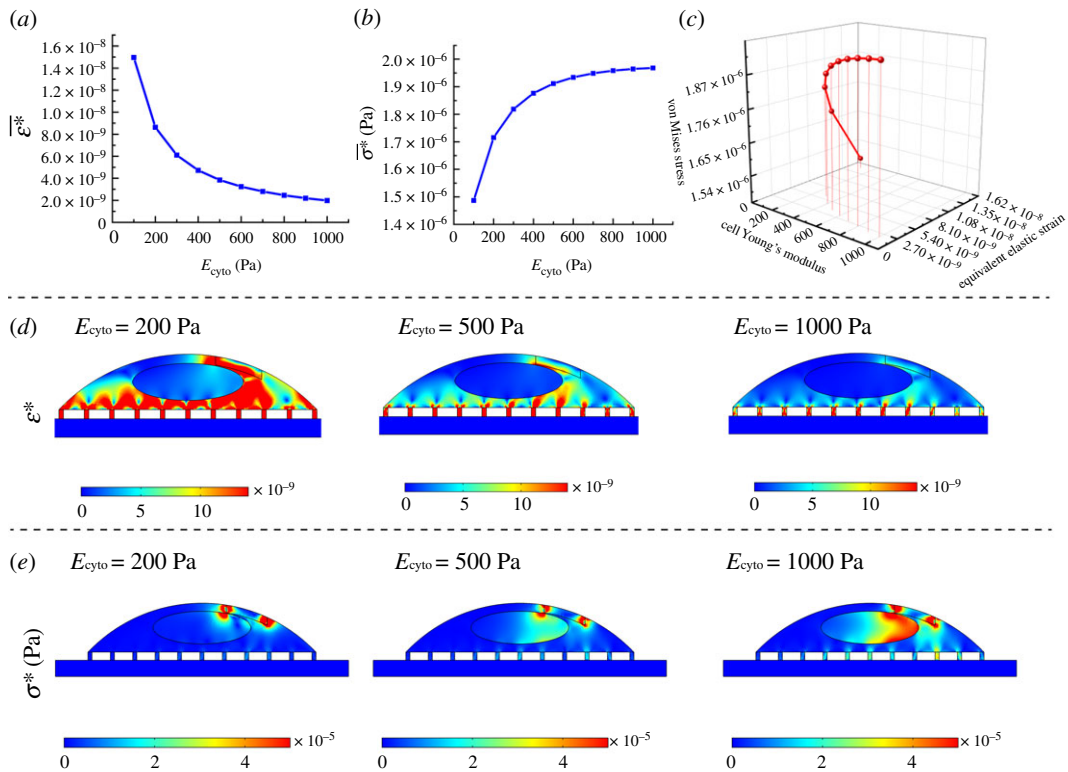 (a)
1.6 × 10⁻⁸
1.4 × 10⁻⁸
1.2 × 10⁻⁸
1.0 × 10⁻⁸
8.0 × 10⁻⁹
6.0 × 10⁻⁹
4.0 × 10⁻⁹
2.0 × 10⁻⁹
0
ε̅*
0 200 400 600 800 1000
E_cyto (Pa)
(b)
2.0 × 10⁻⁶
1.9 × 10⁻⁶
1.8 × 10⁻⁶
1.7 × 10⁻⁶
1.6 × 10⁻⁶
1.5 × 10⁻⁶
1.4 × 10⁻⁶
σ̅* (Pa)
0 200 400 600 800 1000
E_cyto (Pa)
(c)
von Mises stress
1.87 × 10⁻⁶
1.76 × 10⁻⁶
1.65 × 10⁻⁶
1.54 × 10⁻⁶
0 200 400 600 800 1000
cell Young's modulus
1.62 × 10⁻⁸
1.35 × 10⁻⁸
1.08 × 10⁻⁸
8.10 × 10⁻⁹
5.40 × 10⁻⁹
2.70 × 10⁻⁹
0
equivalent elastic strain
(d) E_cyto = 200 Pa E_cyto = 500 Pa E_cyto = 1000 Pa
ε*
× 10⁻⁹ × 10⁻⁹ × 10⁻⁹
0 5 10 0 5 10 0 5 10
(e) E_cyto = 200 Pa E_cyto = 500 Pa E_cyto = 1000 Pa
σ* (Pa)
× 10⁻⁵ × 10⁻⁵ × 10⁻⁵
0 2 4 0 2 4 0 2 4